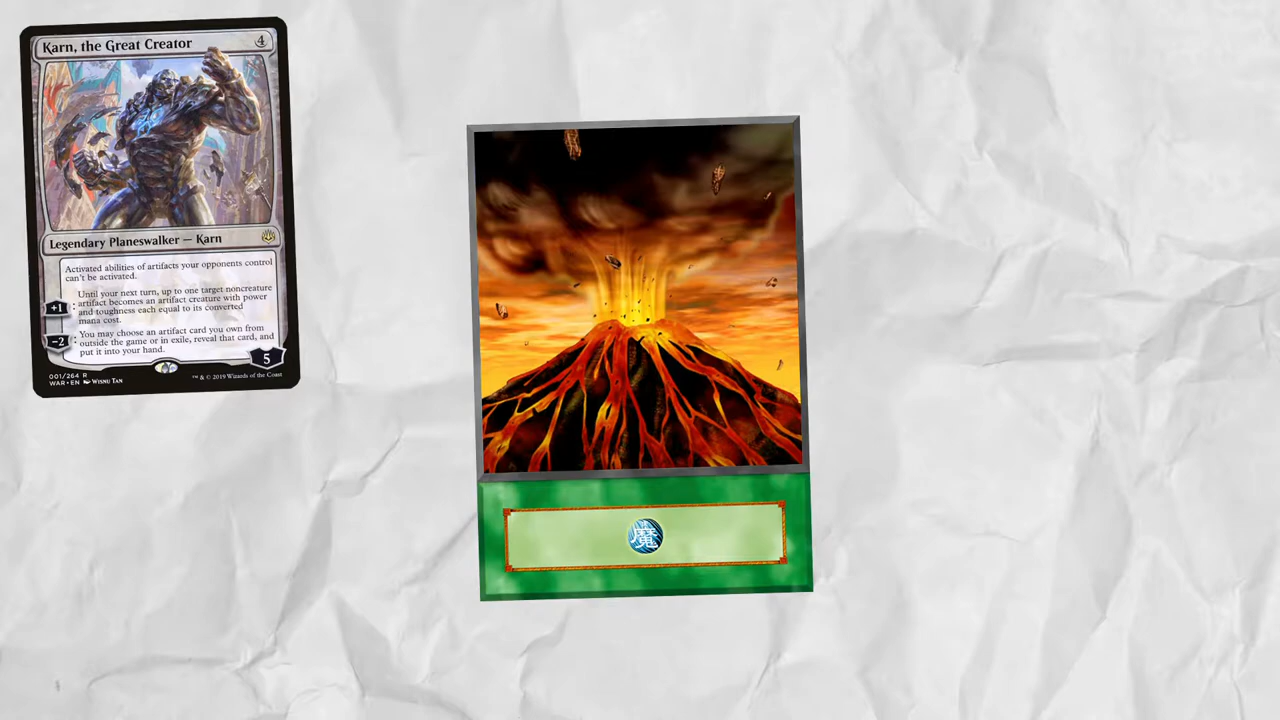 Karn, the Great Creator 4
Legendary Planeswalker — Karn
Activated abilities of artifacts your opponents control
can't be activated.
+1: Until your next turn, up to one target noncreature
artifact becomes an artifact creature with power
and toughness each equal to its converted
mana cost.
−2: You may choose an artifact card you own from
outside the game or in exile, reveal that card, and
put it into your hand.
5
001/264 R
WAR • EN Wisnu Tan
™ & © 2019 Wizards of the Coast
魔